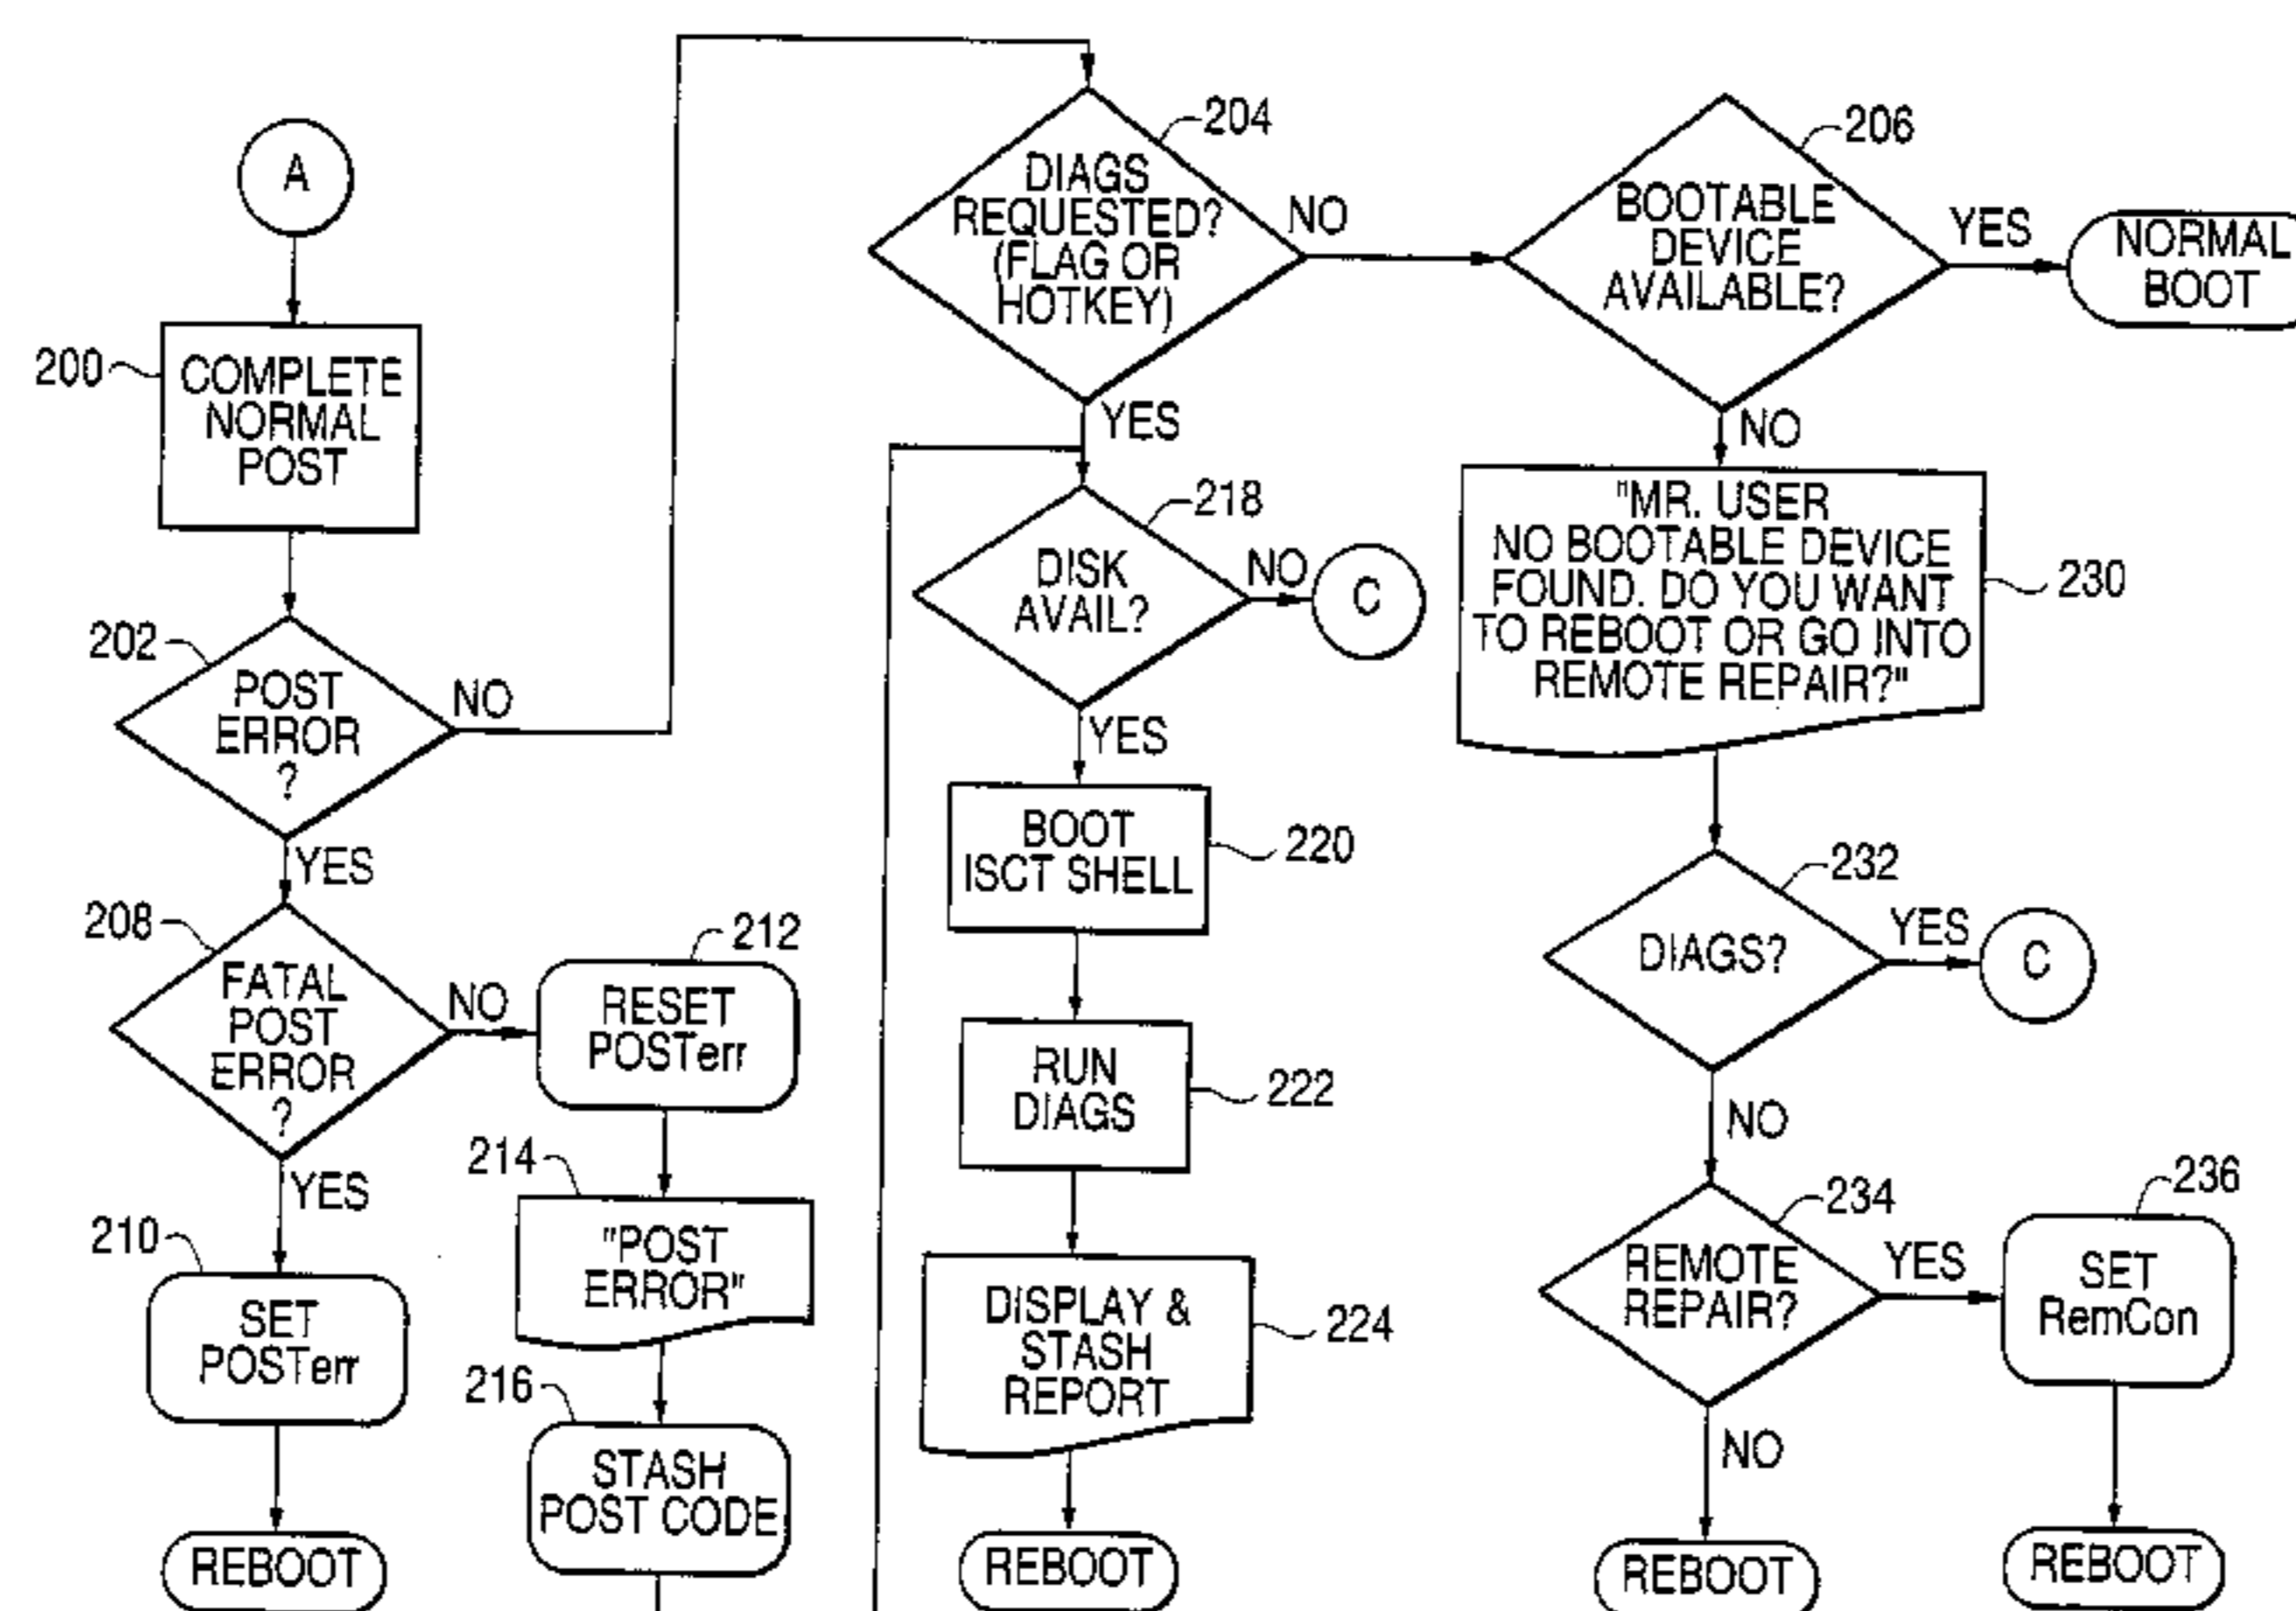 A
200
COMPLETE
NORMAL
POST
202
POST
ERROR
?
NO
YES
208
FATAL
POST
ERROR
?
NO
YES
210
SET
POSTerr
REBOOT
212
RESET
POSTerr
214
"POST
ERROR"
216
STASH
POST CODE
204
DIAGS
REQUESTED?
(FLAG OR
HOTKEY)
NO
YES
218
DISK
AVAIL?
NO
C
YES
BOOT
ISCT SHELL
220
RUN
DIAGS
222
DISPLAY &
STASH
REPORT
224
REBOOT
206
BOOTABLE
DEVICE
AVAILABLE?
YES
NORMAL
BOOT
NO
"MR. USER
NO BOOTABLE DEVICE
FOUND. DO YOU WANT
TO REBOOT OR GO INTO
REMOTE REPAIR?"
230
232
DIAGS?
YES
C
NO
234
REMOTE
REPAIR?
YES
236
SET
RemCon
NO
REBOOT
REBOOT